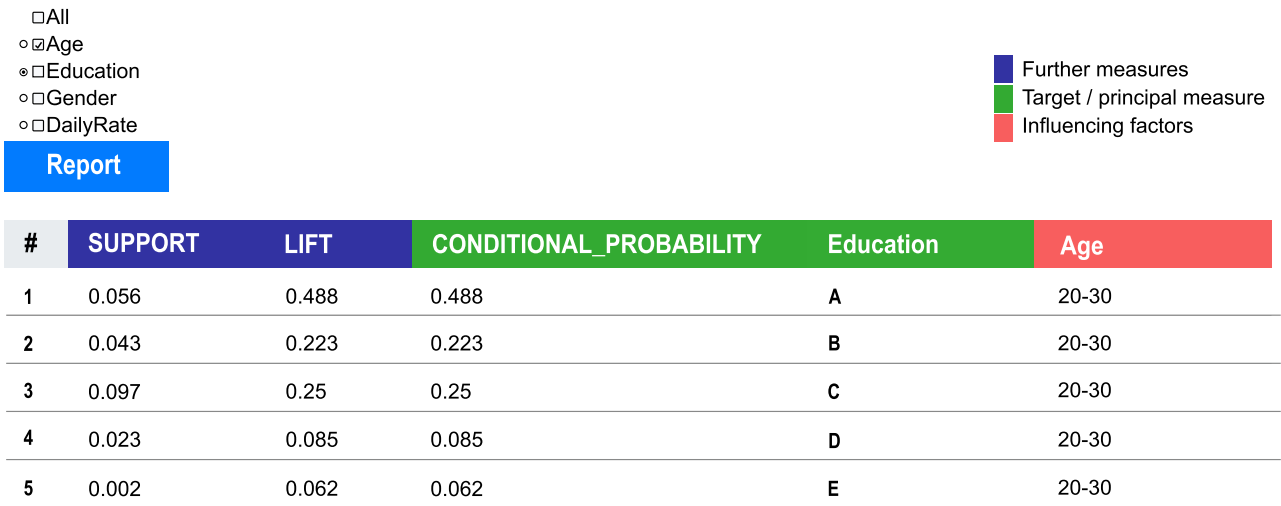 All
Age
Education
Gender
DailyRate
Report
Further measures
Target / principal measure
Influencing factors
# SUPPORT LIFT CONDITIONAL_PROBABILITY Education Age
1 0.056 0.488 0.488 A 20-30
2 0.043 0.223 0.223 B 20-30
3 0.097 0.25 0.25 C 20-30
4 0.023 0.085 0.085 D 20-30
5 0.002 0.062 0.062 E 20-30